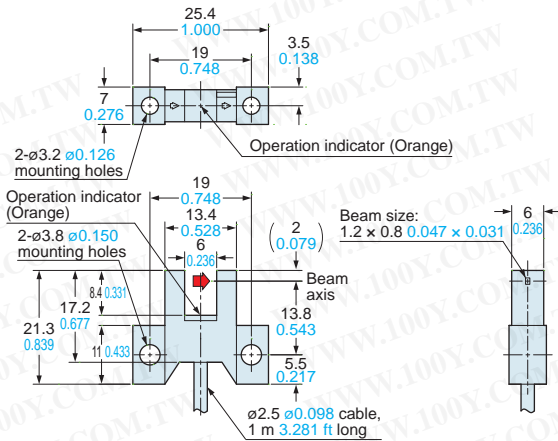 25.4
1.000
19
0.748
3.5
0.138
7
0.276
2-ø3.2 ø0.126
mounting holes
Operation indicator (Orange)
Operation indicator
(Orange)
2-ø3.8 ø0.150
mounting holes
19
0.748
13.4
0.528
6
0.236
( 2
0.079 )
Beam
axis
Beam size:
1.2 × 0.8 0.047 × 0.031
6
0.236
21.3
0.839
17.2
0.677
8.4 0.331
11 0.433
13.8
0.543
5.5
0.217
ø2.5 ø0.098 cable,
1 m 3.281 ft long
WWW.100Y.COM.TW